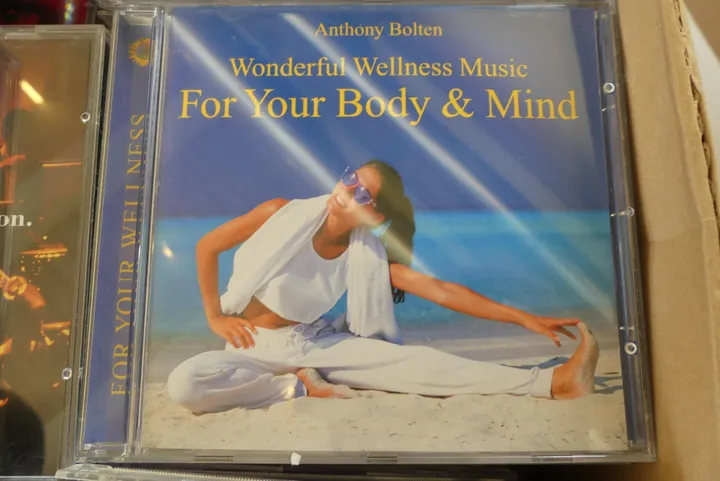 Anthony Bolten
Wonderful Wellness Music
For Your Body & Mind
FOR YOUR WELLNESS
on.